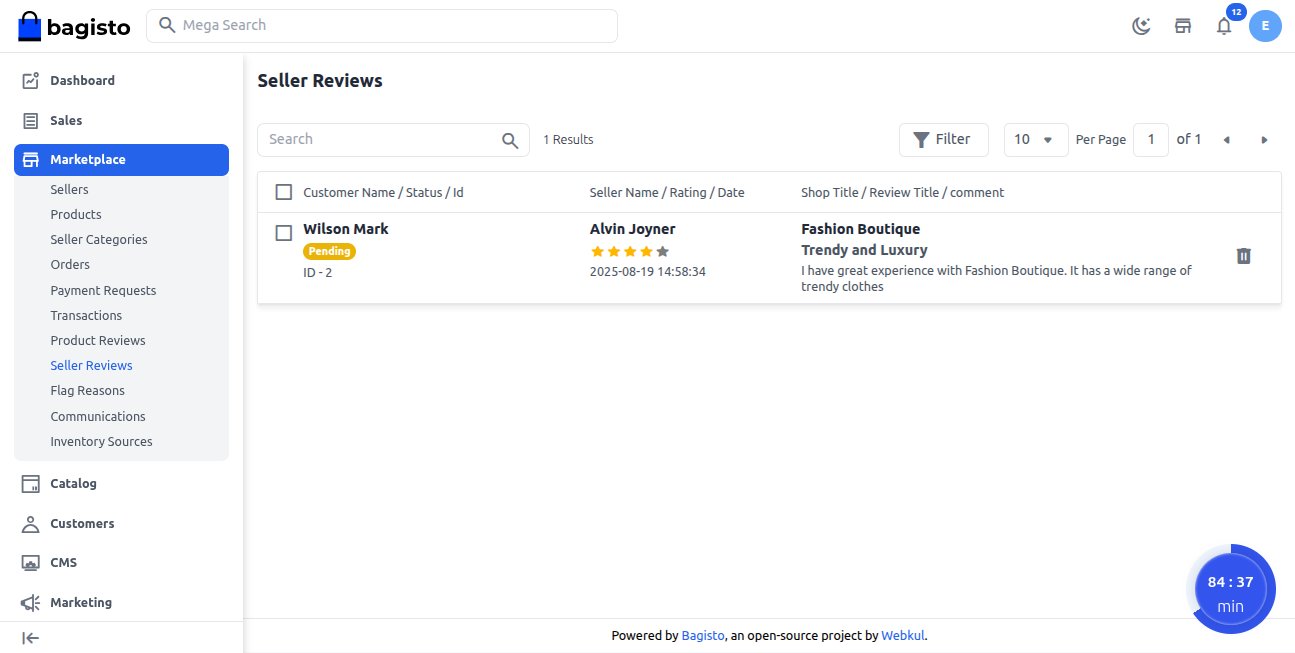 bagisto
Mega Search
12
E
Dashboard
Sales
Marketplace
Sellers
Products
Seller Categories
Orders
Payment Requests
Transactions
Product Reviews
Seller Reviews
Flag Reasons
Communications
Inventory Sources
Catalog
Customers
CMS
Marketing
Seller Reviews
Search
1 Results
Filter
10
Per Page
1
of 1
Customer Name / Status / Id
Seller Name / Rating / Date
Shop Title / Review Title / comment
Wilson Mark
Pending
ID - 2
Alvin Joyner
2025-08-19 14:58:34
Fashion Boutique
Trendy and Luxury
I have great experience with Fashion Boutique. It has a wide range of
trendy clothes
84 : 37
min
Powered by Bagisto, an open-source project by Webkul.